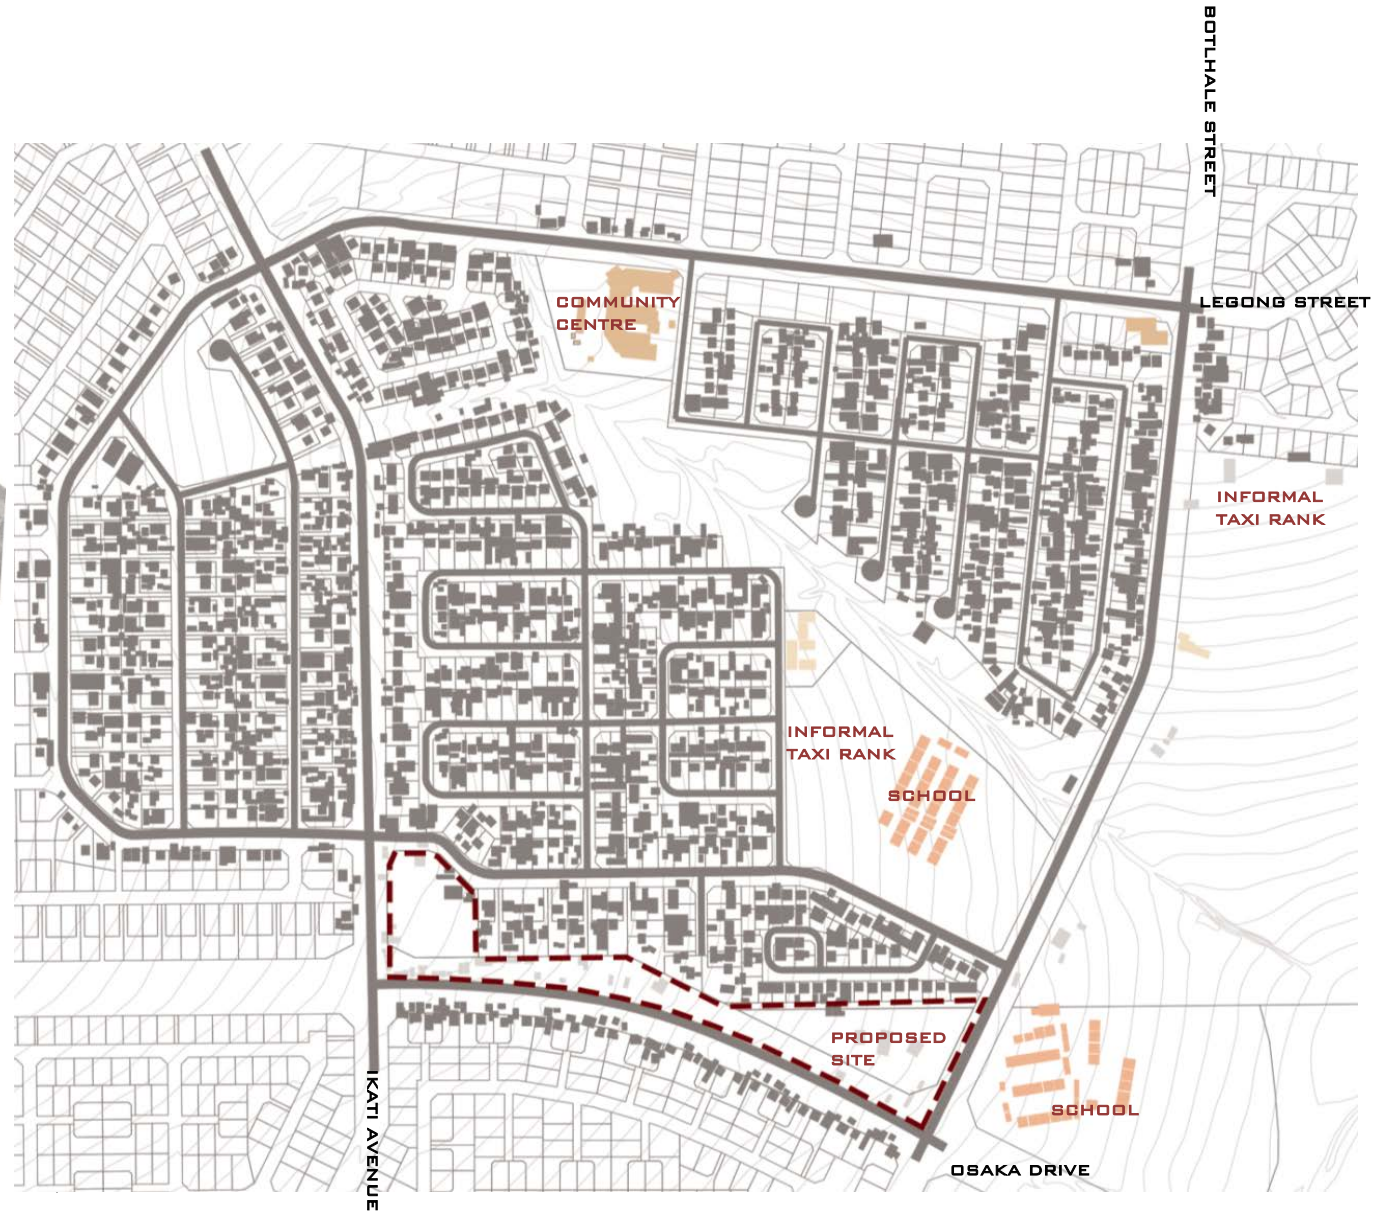 BOTLHALE STREET
LEGONG STREET
COMMUNITY
CENTRE
INFORMAL
TAXI RANK
INFORMAL
TAXI RANK
SCHOOL
PROPOSED
SITE
SCHOOL
IKATI AVENUE
OSAKA DRIVE